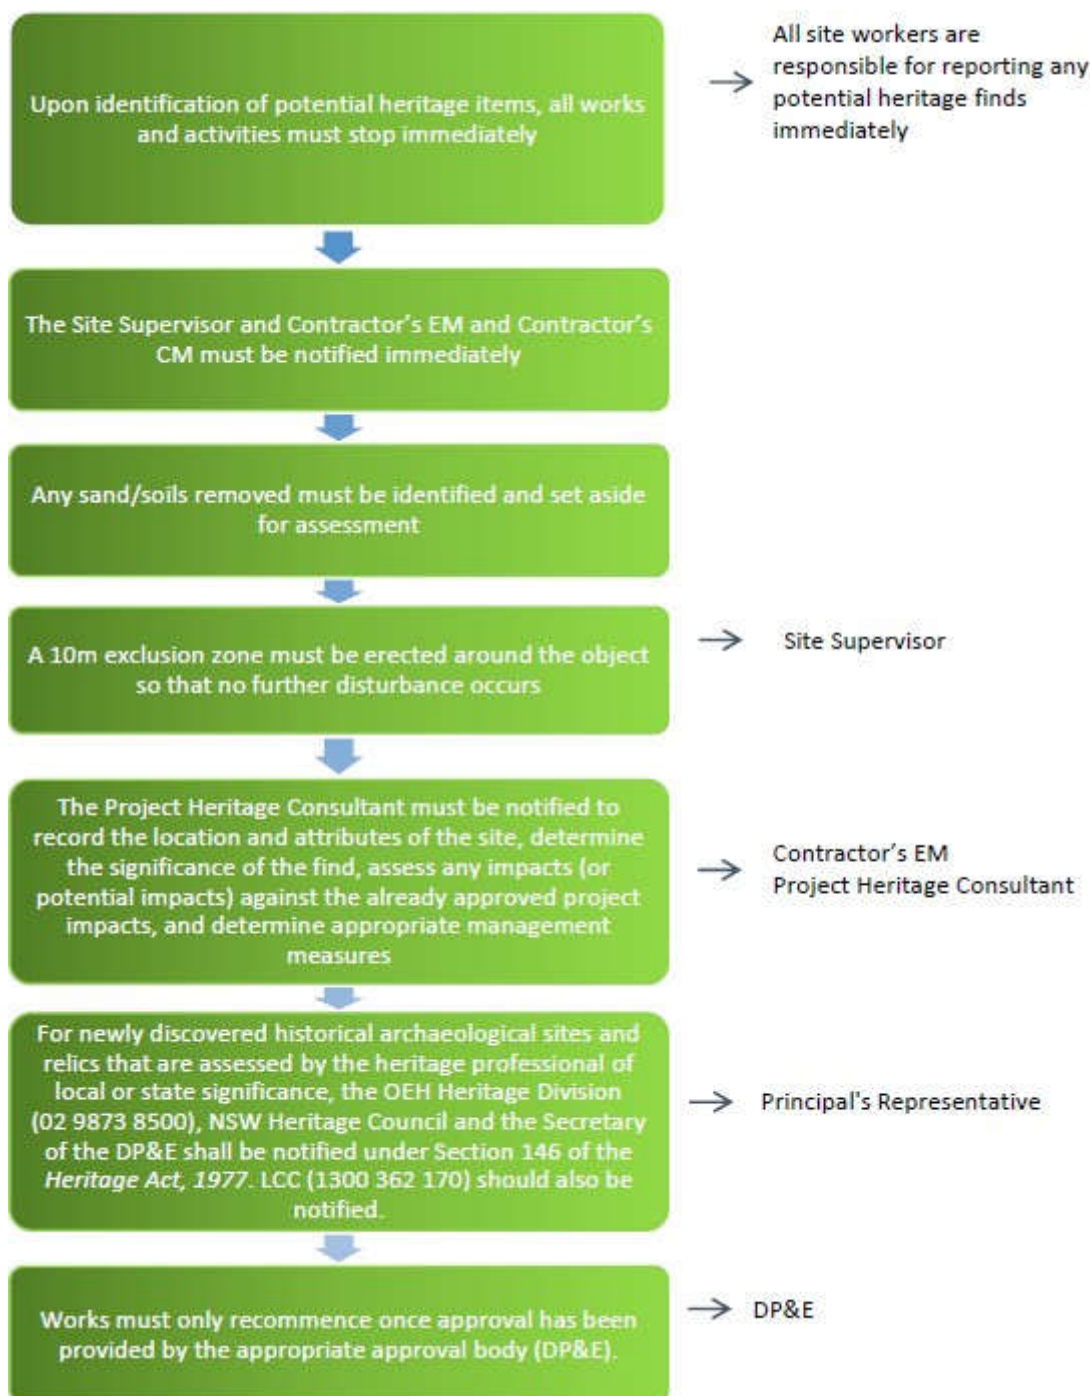 Upon identification of potential heritage items, all works
and activities must stop immediately
All site workers are
responsible for reporting any
potential heritage finds
immediately
The Site Supervisor and Contractor’s EM and Contractor’s
CM must be notified immediately
Any sand/soils removed must be identified and set aside
for assessment
A 10m exclusion zone must be erected around the object
so that no further disturbance occurs
Site Supervisor
The Project Heritage Consultant must be notified to
record the location and attributes of the site, determine
the significance of the find, assess any impacts (or
potential impacts) against the already approved project
impacts, and determine appropriate management
measures
Contractor’s EM
Project Heritage Consultant
For newly discovered historical archaeological sites and
relics that are assessed by the heritage professional of
local or state significance, the OEH Heritage Division
(02 9873 8500), NSW Heritage Council and the Secretary
of the DP&E shall be notified under Section 146 of the
Heritage Act, 1977. LCC (1300 362 170) should also be
notified.
Principal's Representative
Works must only recommence once approval has been
provided by the appropriate approval body (DP&E).
DP&E